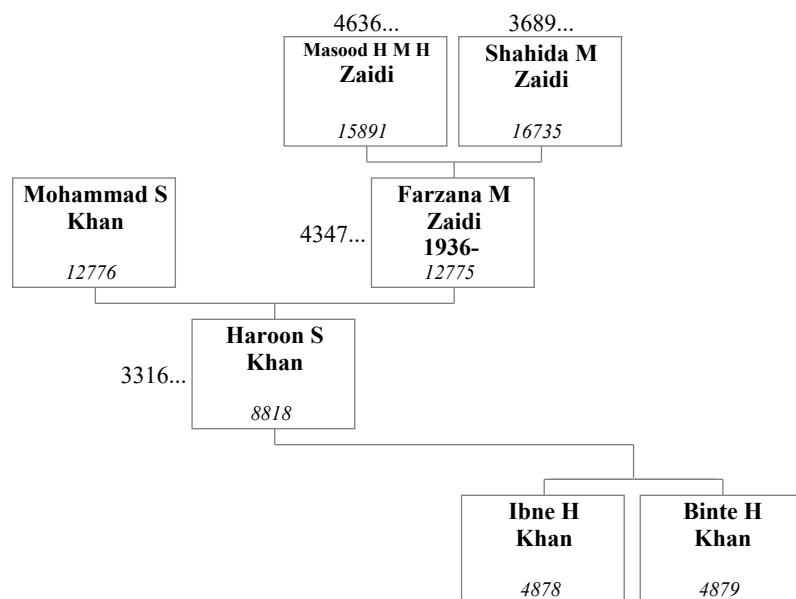 4636...
3689...
Masood H M H
Zaidi
15891
Shahida M
Zaidi
16735
Mohammad S
Khan
12776
4347...
Farzana M
Zaidi
1936-
12775
3316...
Haroon S
Khan
8818
Ibne H
Khan
4878
Binte H
Khan
4879